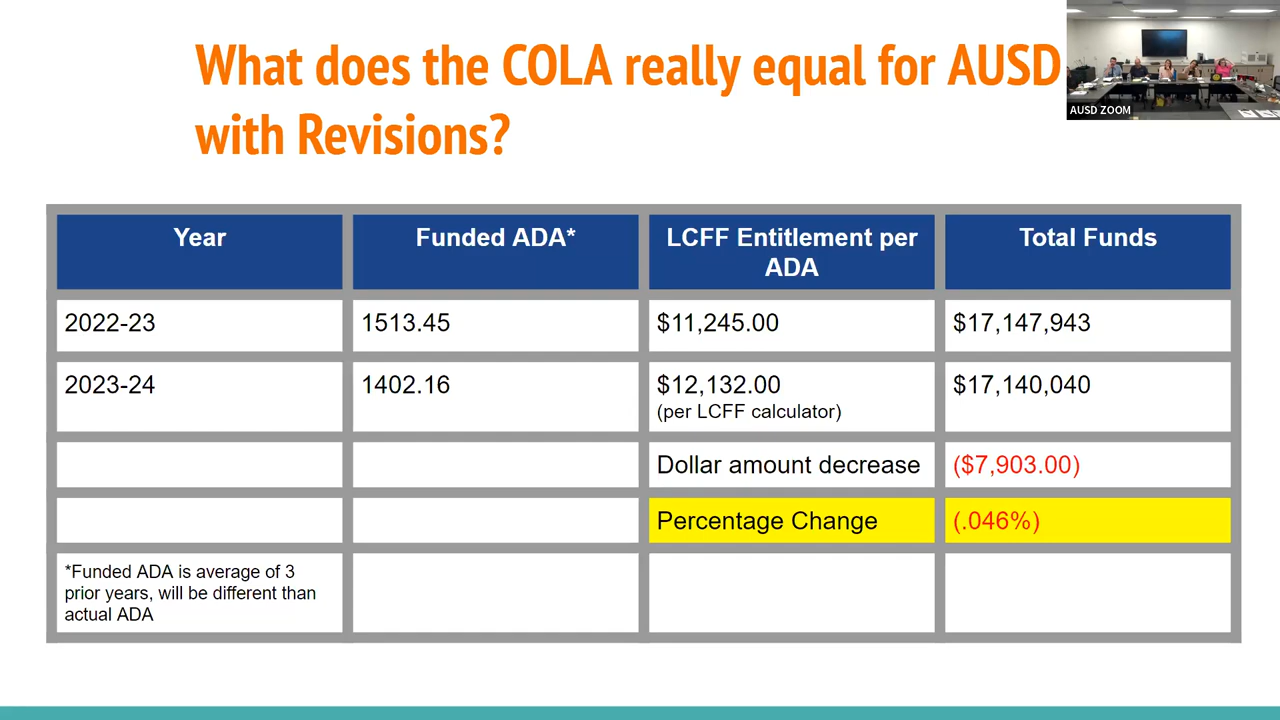 What does the COLA really equal for AUSD
with Revisions?
AUSD ZOOM
Year
Funded ADA*
LCFF Entitlement per
ADA
Total Funds
2022-23
1513.45
$11,245.00
$17,147,943
2023-24
1402.16
$12,132.00
(per LCFF calculator)
$17,140,040
Dollar amount decrease
($7,903.00)
Percentage Change
(.046%)
*Funded ADA is average of 3
prior years, will be different than
actual ADA